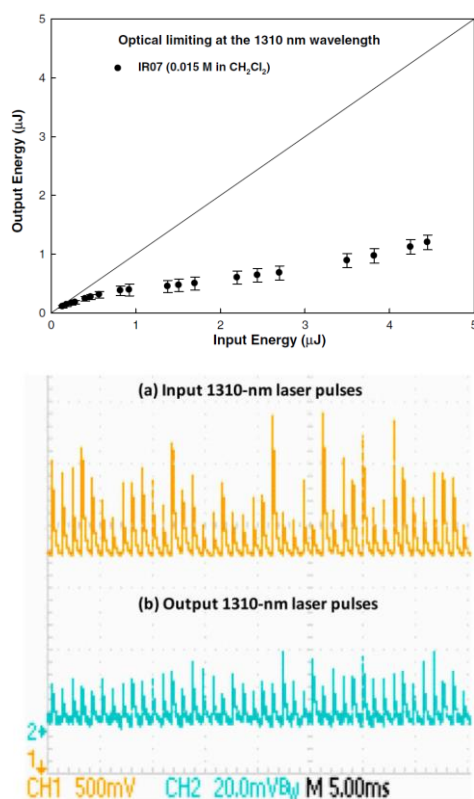 Optical limiting at the 1310 nm wavelength
IR07 (0.015 M in CH₂Cl₂)
Output Energy (μJ)
5
4
3
2
1
0
0 1 2 3 4 5
Input Energy (μJ)
(a) Input 1310-nm laser pulses
(b) Output 1310-nm laser pulses
2
1
CH1 500mV CH2 20.0mVBw M 5.00ms